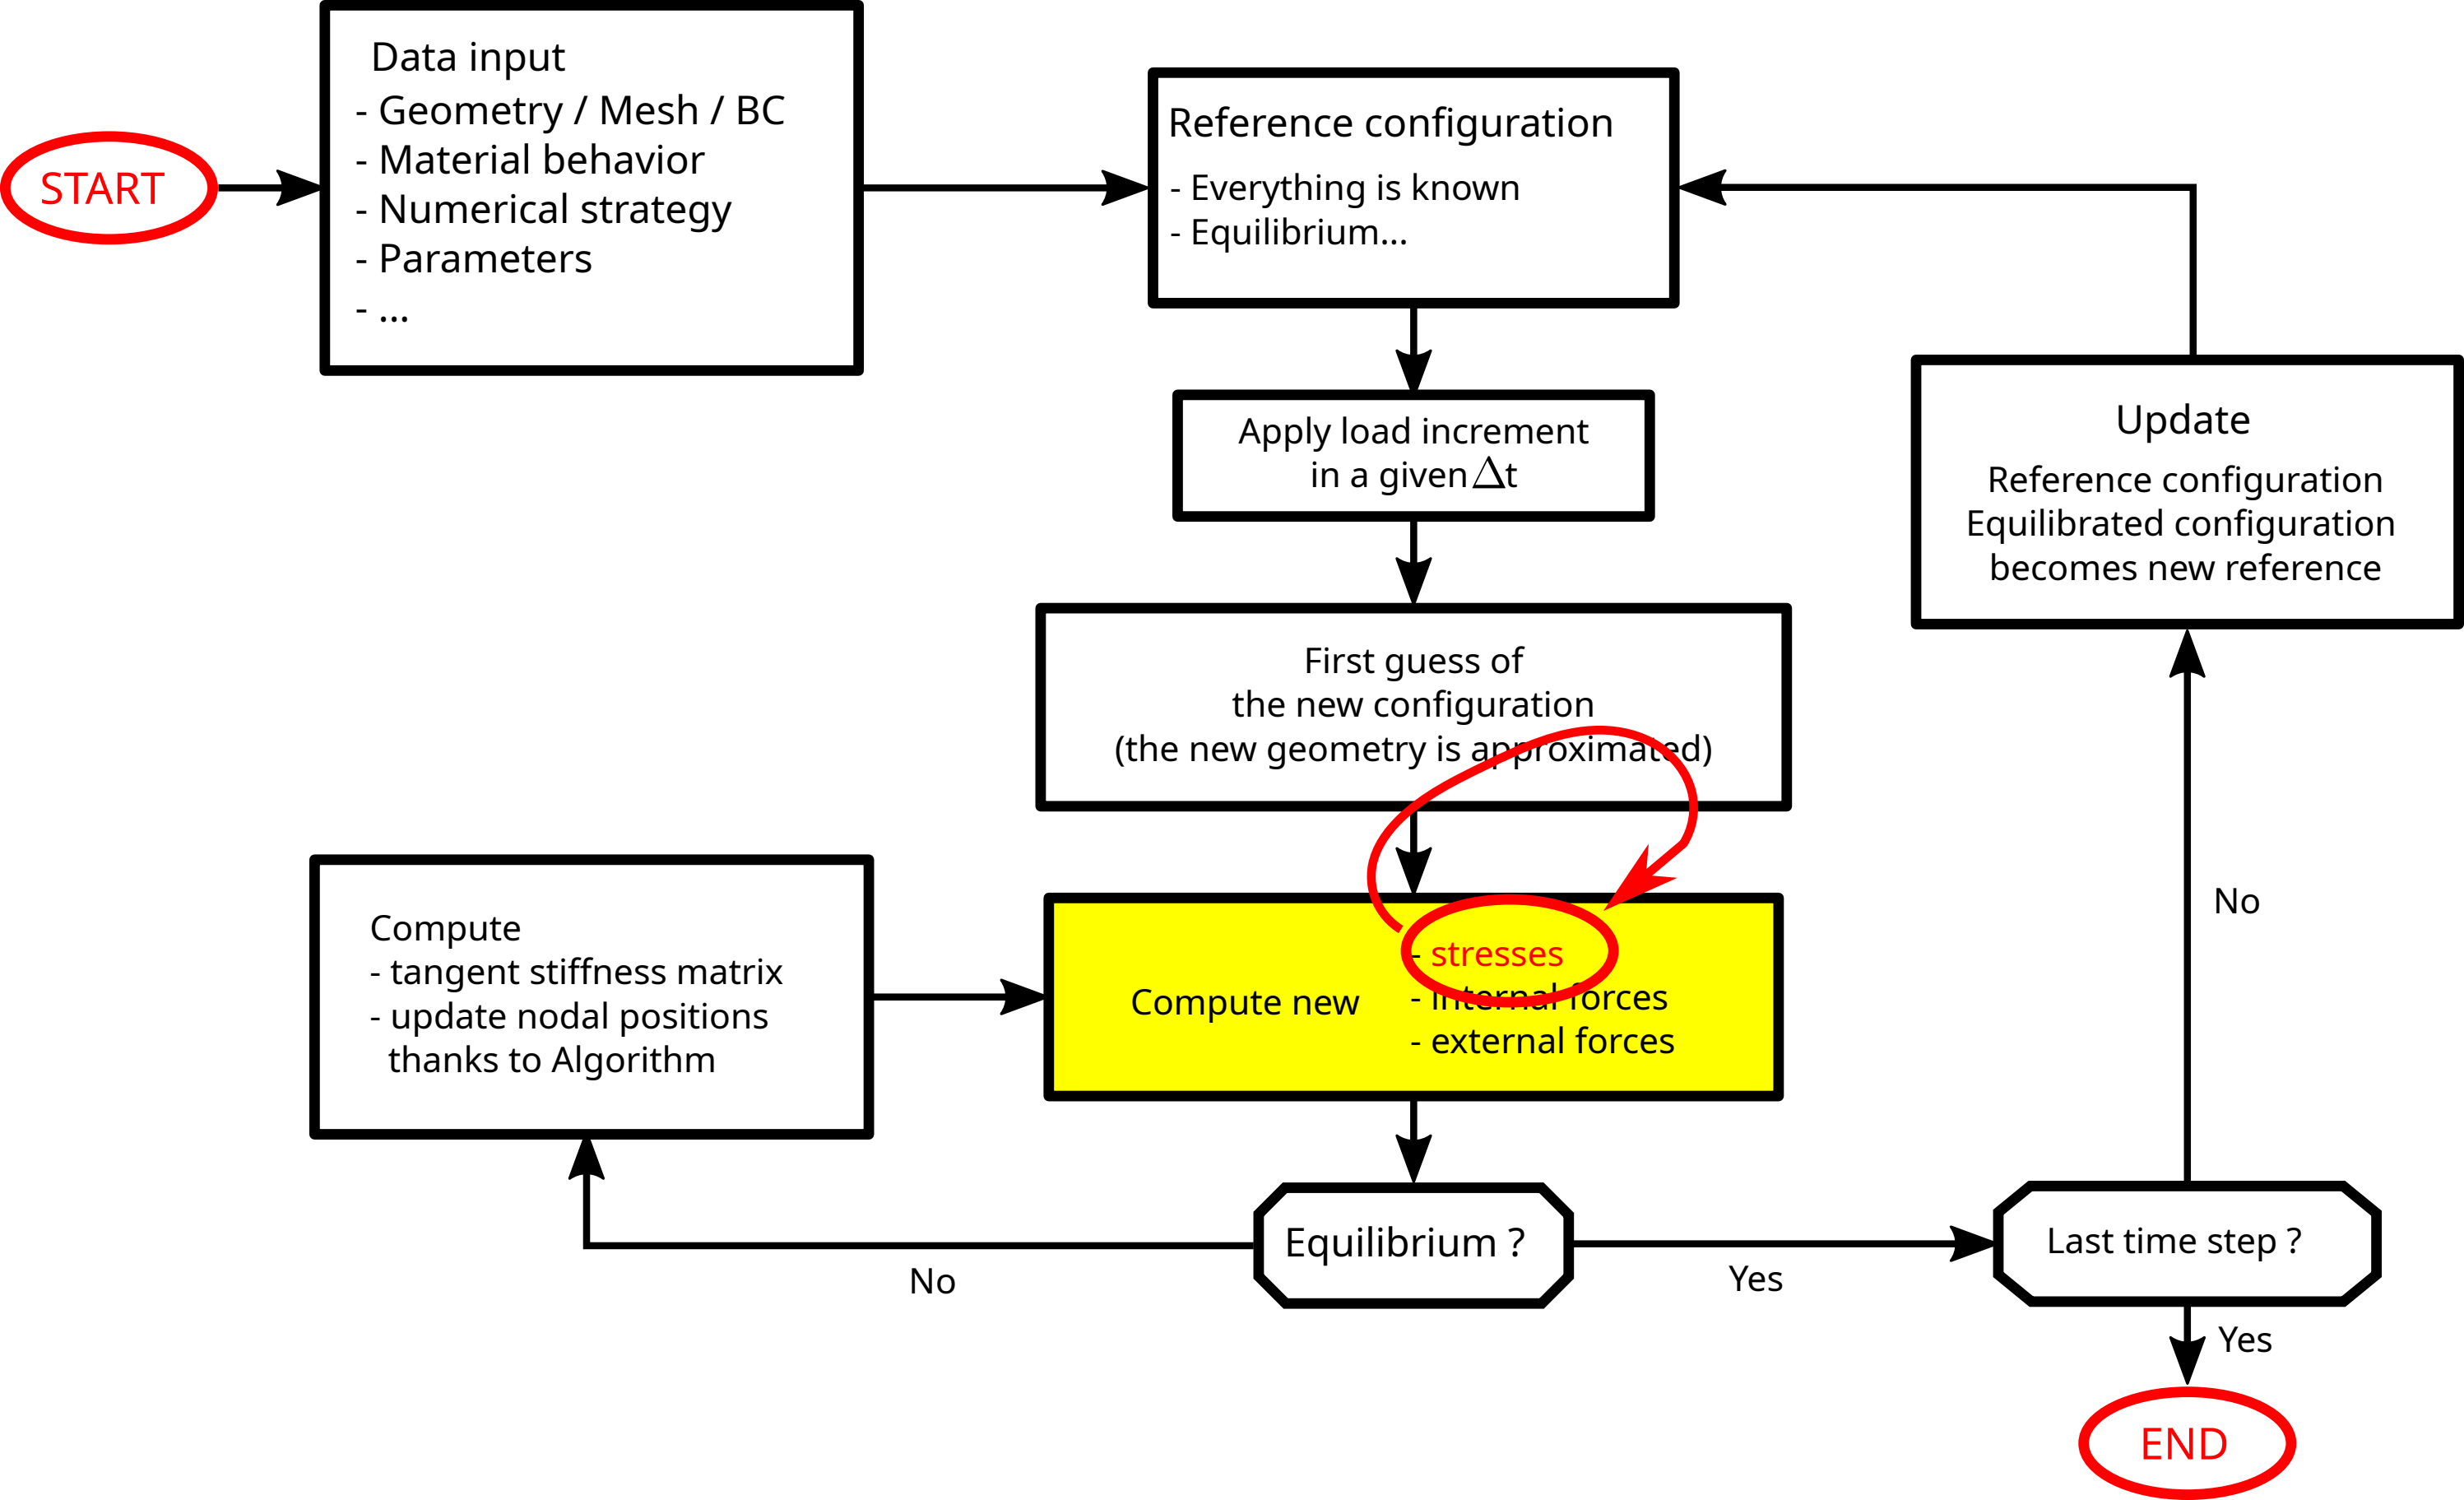 START
Data input
- Geometry / Mesh / BC
- Material behavior
- Numerical strategy
- Parameters
- ...
Reference configuration
- Everything is known
- Equilibrium...
Apply load increment
in a given Δt
First guess of
the new configuration
(the new geometry is approximated)
Update
Reference configuration
Equilibrated configuration
becomes new reference
Compute
- tangent stiffness matrix
- update nodal positions
thanks to Algorithm
Compute new
- stresses
- internal forces
- external forces
No
Equilibrium ?
Last time step ?
No
Yes
Yes
END